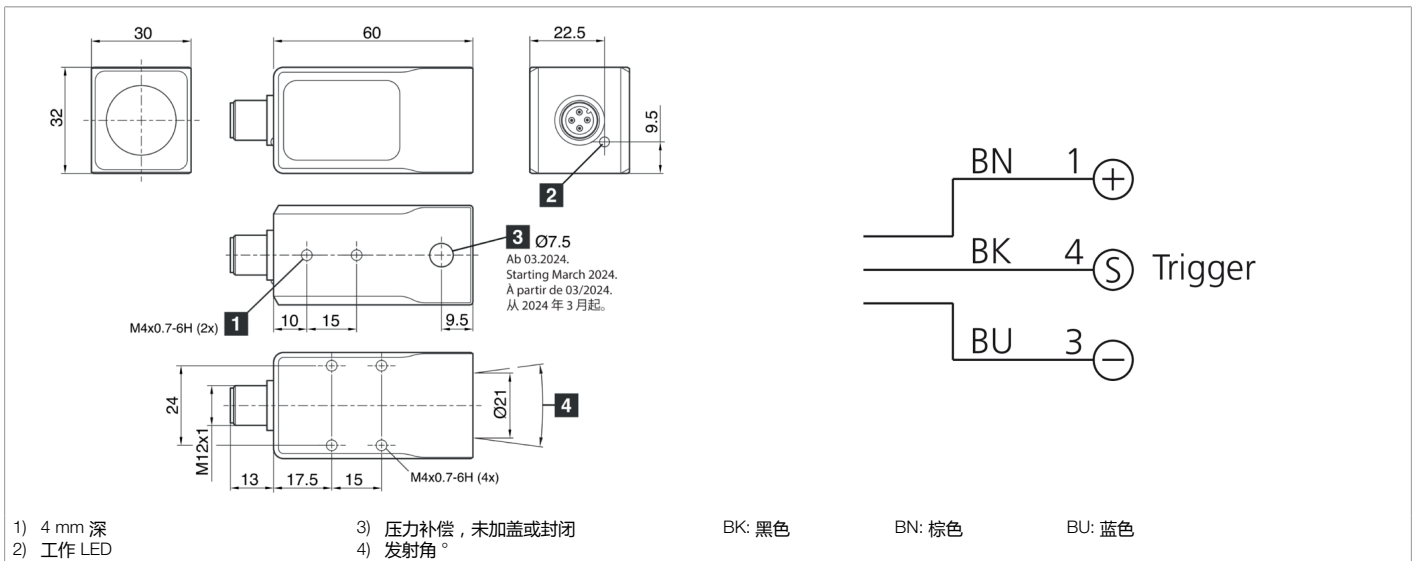 30
60
22.5
32
9.5
2
3 Ø7.5
Ab 03.2024.
Starting March 2024.
À partir de 03/2024.
从 2024 年 3 月起。
M4x0.7-6H (2x) 1
10
15
9.5
24
M12x1
Ø21
4
13
17.5
15
M4x0.7-6H (4x)
BN 1 +
BK 4 S Trigger
BU 3 −
1) 4 mm 深
2) 工作 LED
3) 压力补偿，未加盖或封闭
4) 发射角 °
BK: 黑色
BN: 棕色
BU: 蓝色